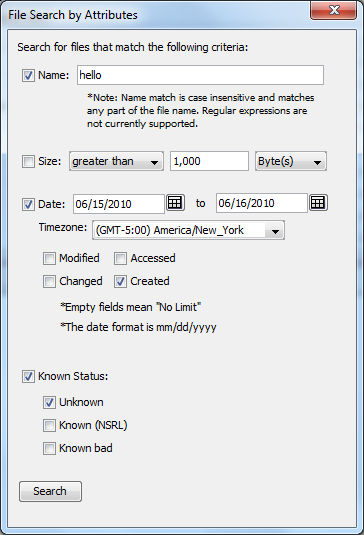 File Search by Attributes
Search for files that match the following criteria:
Name: hello
*Note: Name match is case insensitive and matches
any part of the file name. Regular expressions are
not currently supported.
Size: greater than 1,000 Byte(s)
Date: 06/15/2010 to 06/16/2010
Timezone: (GMT-5:00) America/New_York
Modified Accessed
Changed Created
*Empty fields mean "No Limit"
*The date format is mm/dd/yyyy
Known Status:
Unknown
Known (NSRL)
Known bad
Search